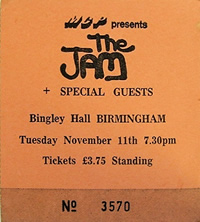 MCP presents
The
JAM
+ SPECIAL GUESTS
Bingley Hall BIRMINGHAM
Tuesday November 11th 7.30pm
Tickets £3.75 Standing
№ 3570